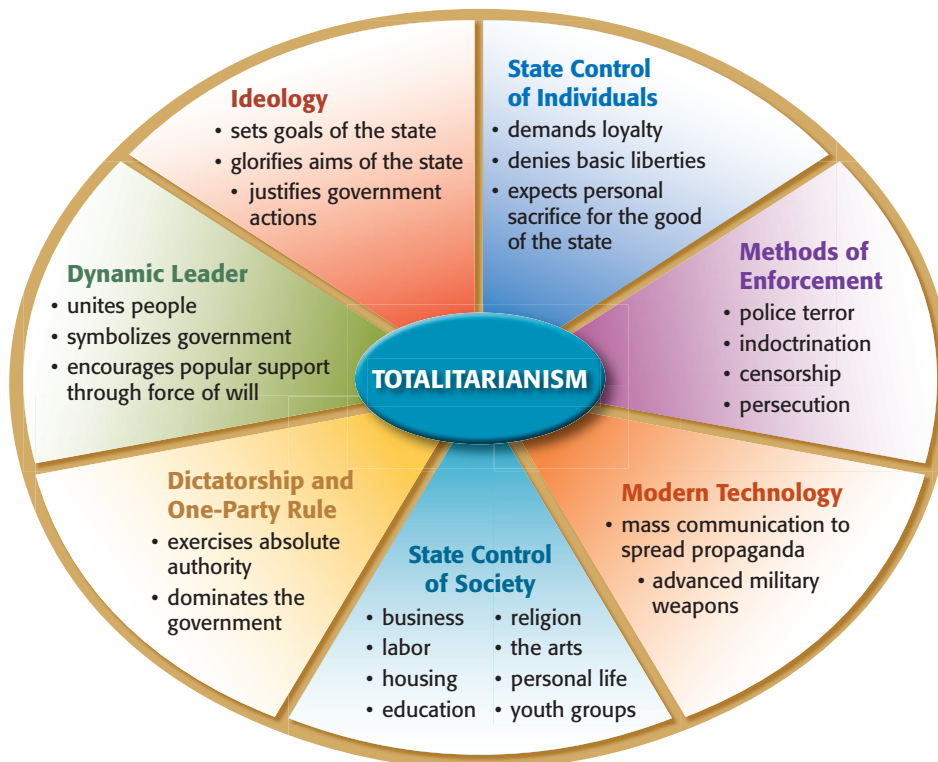 Ideology
• sets goals of the state
• glorifies aims of the state
• justifies government
actions
State Control
of Individuals
• demands loyalty
• denies basic liberties
• expects personal
sacrifice for the good
of the state
Dynamic Leader
• unites people
• symbolizes government
• encourages popular support
through force of will
Methods of
Enforcement
• police terror
• indoctrination
• censorship
• persecution
TOTALITARIANISM
Dictatorship and
One-Party Rule
• exercises absolute
authority
• dominates the
government
State Control
of Society
• business
• labor
• housing
• education
• religion
• the arts
• personal life
• youth groups
Modern Technology
• mass communication to
spread propaganda
• advanced military
weapons